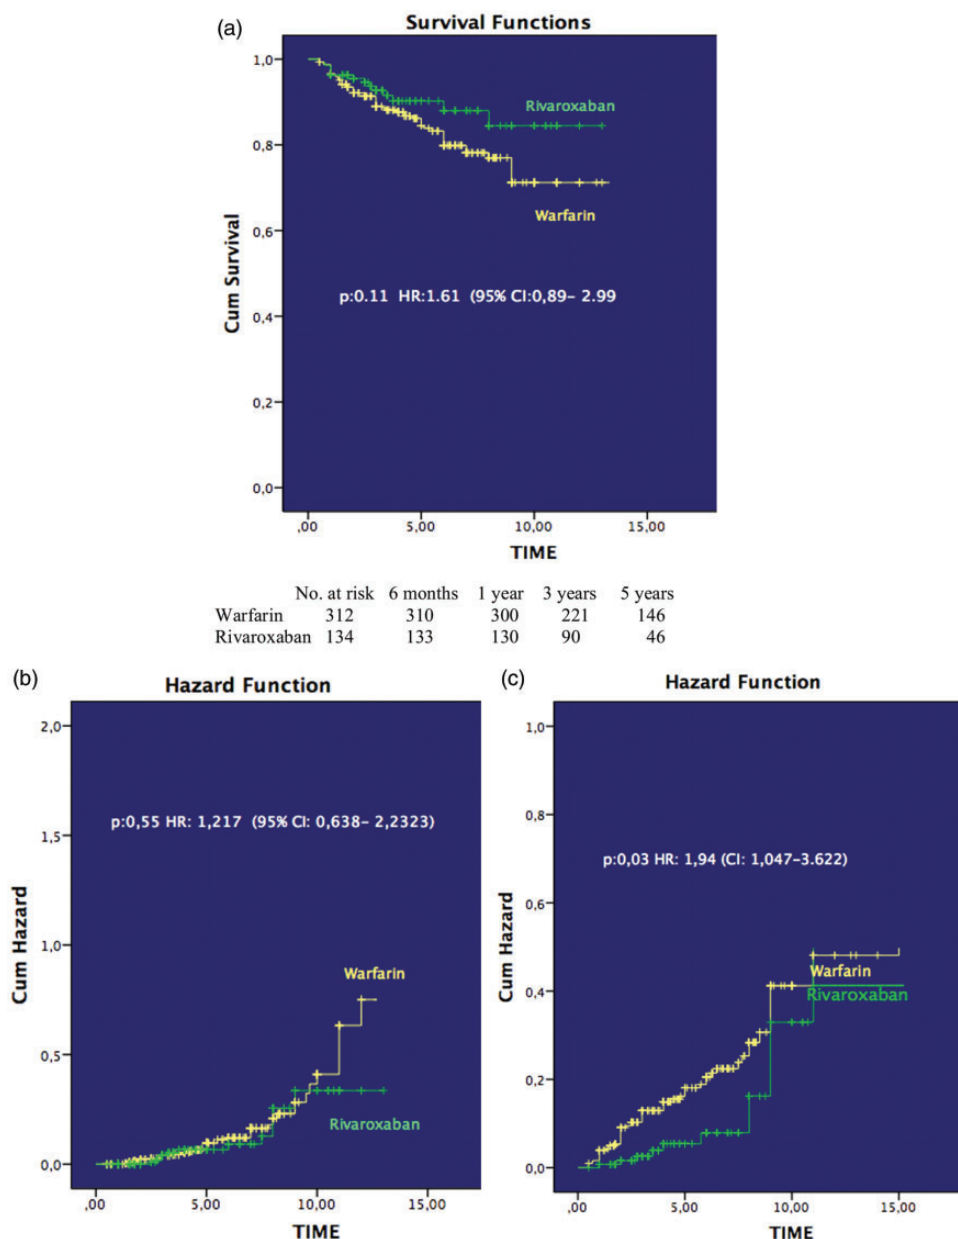 (a)
Survival Functions
1,0
0,8
0,6
0,4
0,2
0,0
Cum Survival
Rivaroxaban
Warfarin
p:0.11 HR:1.61 (95% CI:0,89– 2.99
,00 5,00 10,00 15,00
TIME
No. at risk 6 months 1 year 3 years 5 years
Warfarin 312 310 300 221 146
Rivaroxaban 134 133 130 90 46
(b)
Hazard Function
2,0
1,5
1,0
0,5
0,0
Cum Hazard
p:0,55 HR: 1,217 (95% CI: 0,638– 2,2323)
Warfarin
Rivaroxaban
,00 5,00 10,00 15,00
TIME
(c)
Hazard Function
1,0
0,8
0,6
0,4
0,2
0,0
Cum Hazard
p:0,03 HR: 1,94 (CI: 1,047–3.622)
Warfarin
Rivaroxaban
,00 5,00 10,00 15,00
TIME